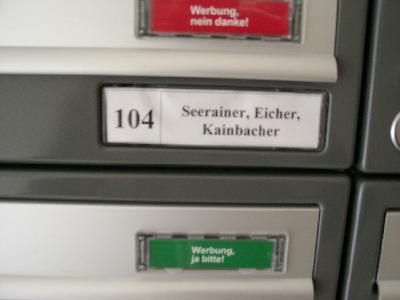 Werbung,
nein danke!
104
Seerainer, Eicher,
Kainbacher
Werbung,
ja bitte!